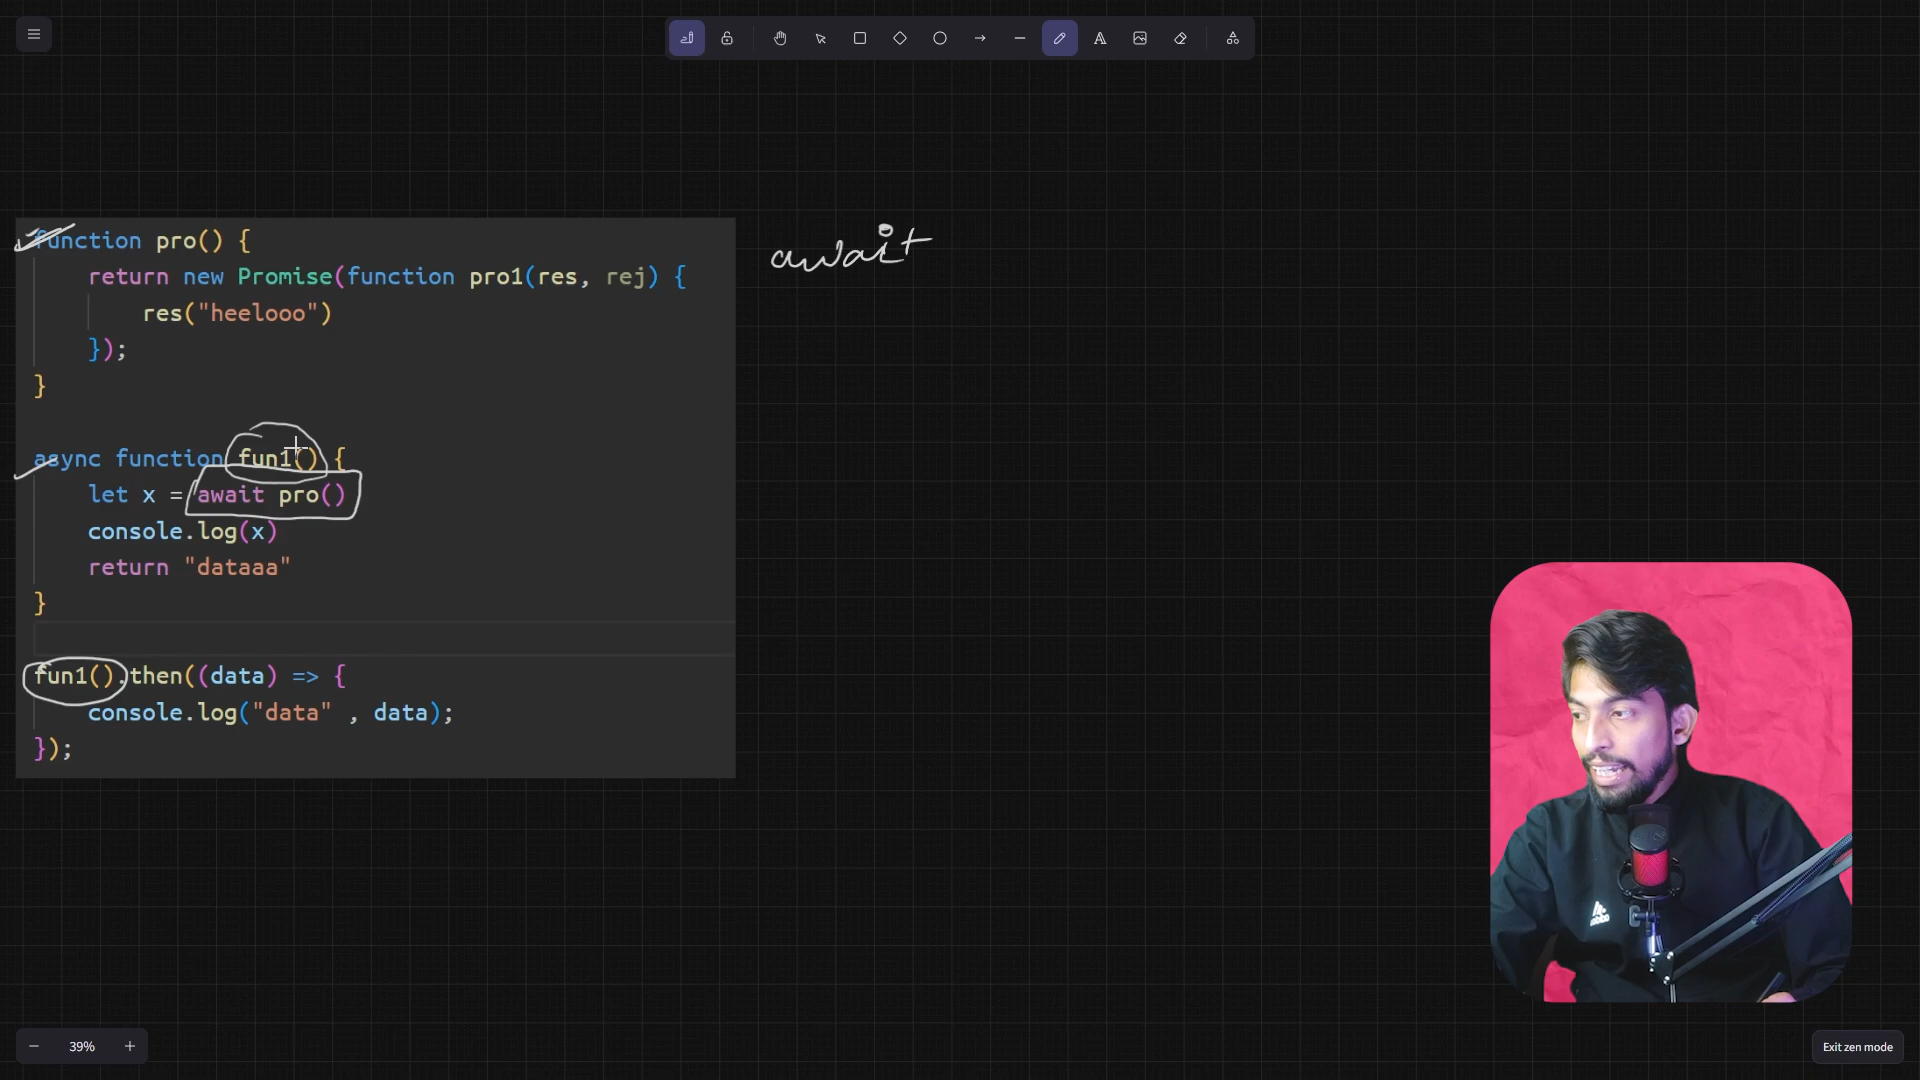 function pro() {
return new Promise(function pro1(res, rej) {
res("heelooo")
});
}
async function fun1() {
let x = await pro()
console.log(x)
return "dataaa"
}
fun1().then((data) => {
console.log("data" , data);
});
await
39%
Exit zen mode